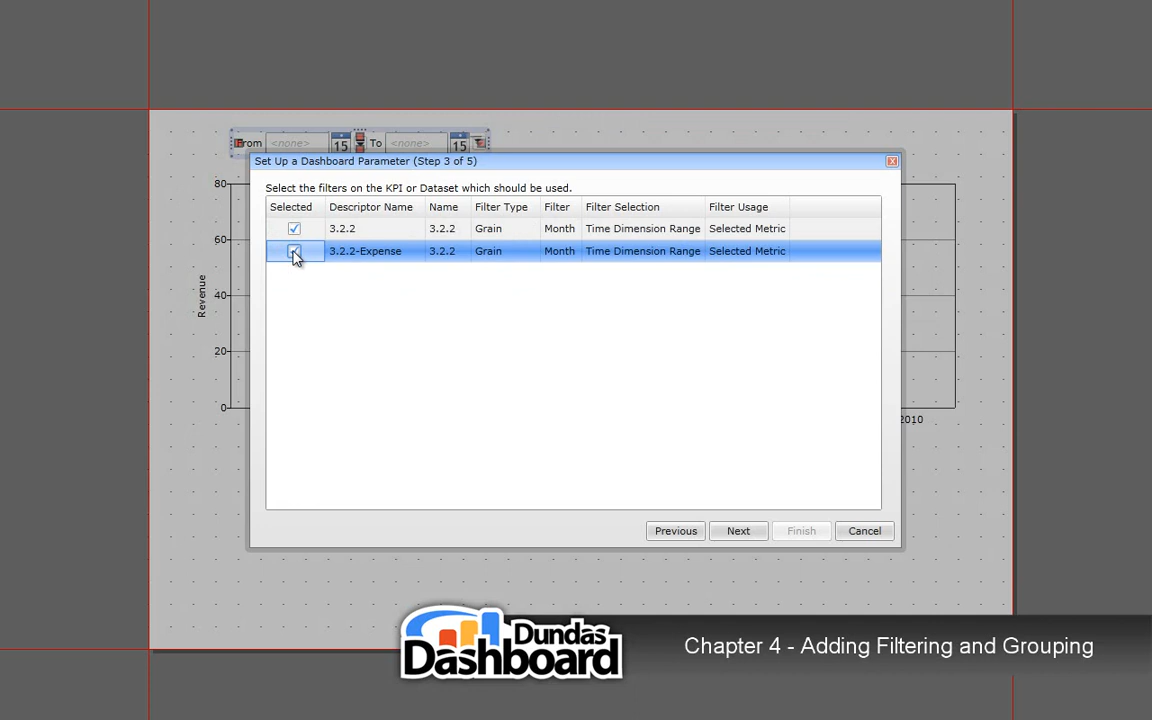 From <none> 15 To <none> 15
Set Up a Dashboard Parameter (Step 3 of 5)
Select the filters on the KPI or Dataset which should be used.
Selected Descriptor Name Name Filter Type Filter Filter Selection Filter Usage
3.2.2 3.2.2 Grain Month Time Dimension Range Selected Metric
3.2.2-Expense 3.2.2 Grain Month Time Dimension Range Selected Metric
80
60
40
20
0
Revenue
2010
Previous Next Finish Cancel
Dundas
Dashboard
Chapter 4 - Adding Filtering and Grouping